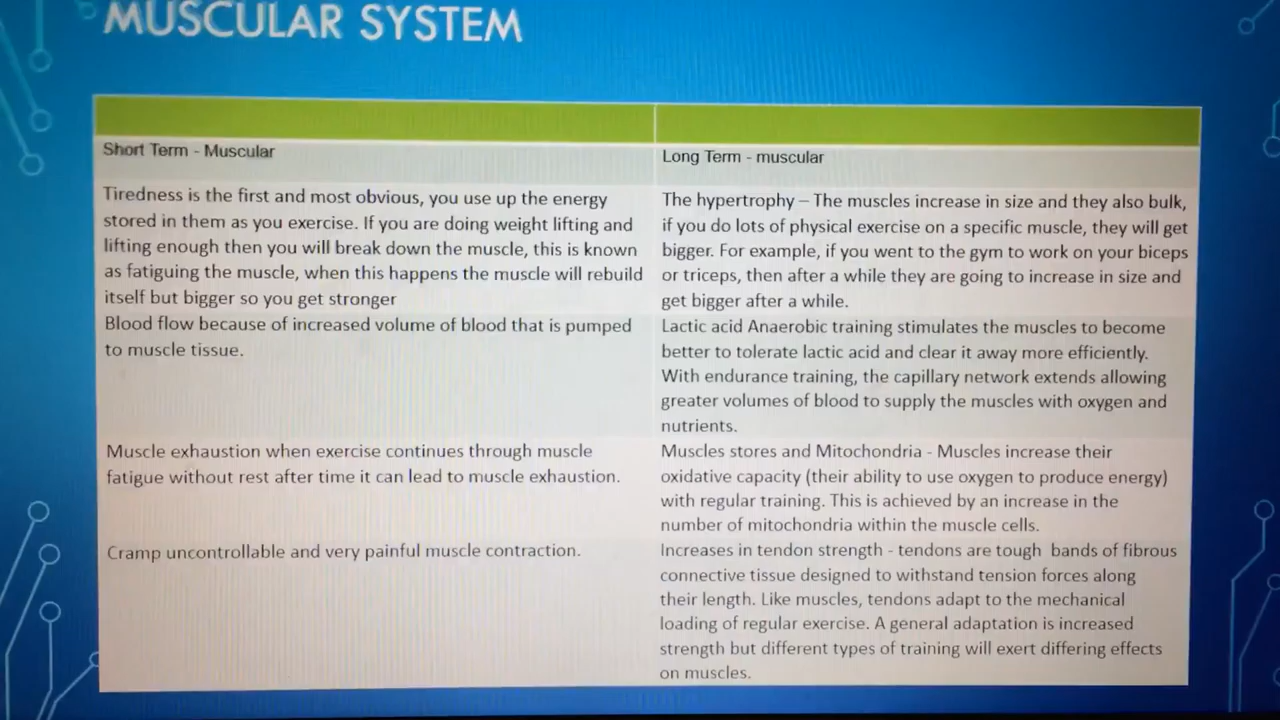 MUSCULAR SYSTEM
Short Term - Muscular
Tiredness is the first and most obvious, you use up the energy
stored in them as you exercise. If you are doing weight lifting and
lifting enough then you will break down the muscle, this is known
as fatiguing the muscle, when this happens the muscle will rebuild
itself but bigger so you get stronger
Blood flow because of increased volume of blood that is pumped
to muscle tissue.
Muscle exhaustion when exercise continues through muscle
fatigue without rest after time it can lead to muscle exhaustion.
Cramp uncontrollable and very painful muscle contraction.
Long Term - muscular
The hypertrophy – The muscles increase in size and they also bulk,
if you do lots of physical exercise on a specific muscle, they will get
bigger. For example, if you went to the gym to work on your biceps
or triceps, then after a while they are going to increase in size and
get bigger after a while.
Lactic acid Anaerobic training stimulates the muscles to become
better to tolerate lactic acid and clear it away more efficiently.
With endurance training, the capillary network extends allowing
greater volumes of blood to supply the muscles with oxygen and
nutrients.
Muscles stores and Mitochondria - Muscles increase their
oxidative capacity (their ability to use oxygen to produce energy)
with regular training. This is achieved by an increase in the
number of mitochondria within the muscle cells.
Increases in tendon strength - tendons are tough bands of fibrous
connective tissue designed to withstand tension forces along
their length. Like muscles, tendons adapt to the mechanical
loading of regular exercise. A general adaptation is increased
strength but different types of training will exert differing effects
on muscles.